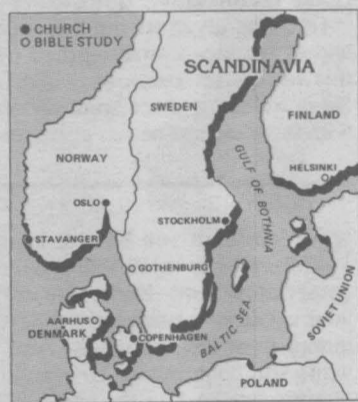 CHURCH
BIBLE STUDY
SCANDINAVIA
SWEDEN
FINLAND
NORWAY
HELSINKI
GULF OF BOTHNIA
OSLO
STOCKHOLM
STAVANGER
GOTHENBURG
SOVIET UNION
BALTIC SEA
AARHUS
DENMARK
COPENHAGEN
POLAND